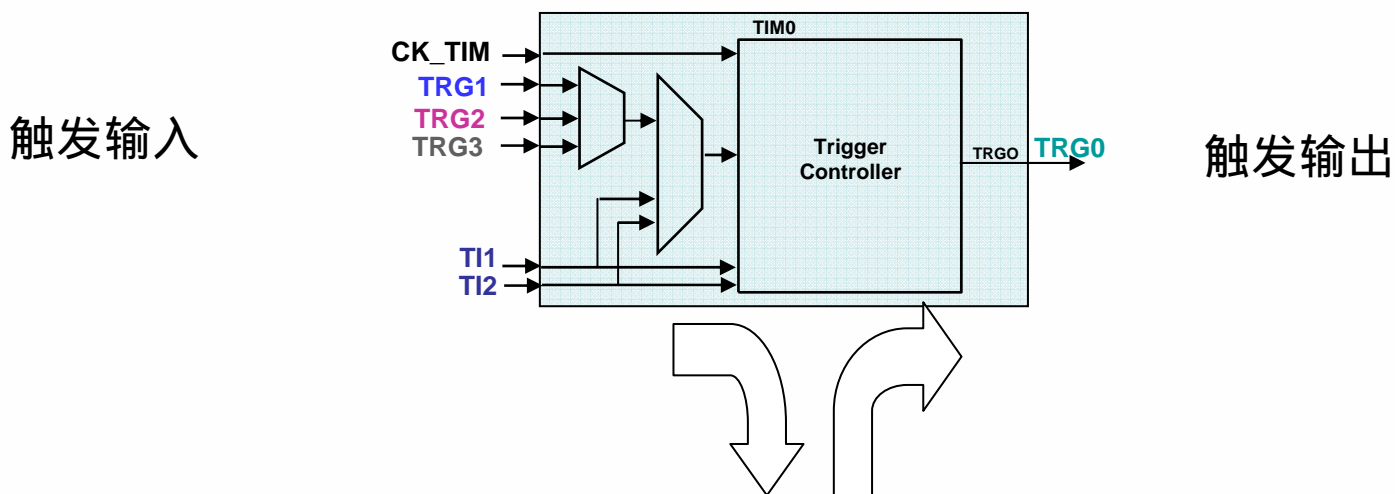 TIM0
CK_TIM
TRG1
TRG2
TRG3
触发输入
Trigger
Controller
TRGO
TRG0
触发输出
TI1
TI2